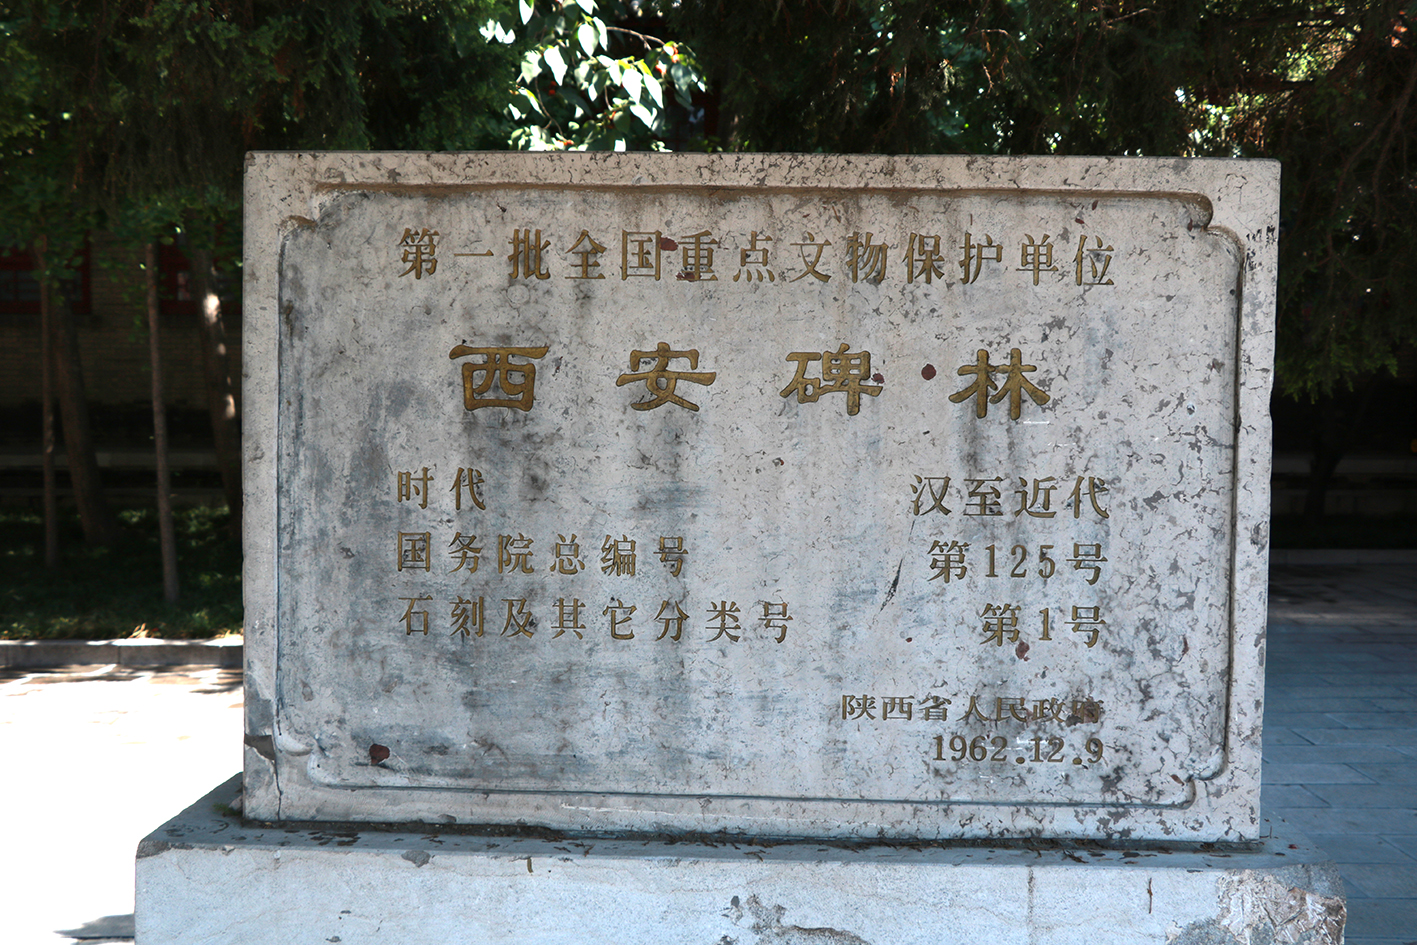 第一批全国重点文物保护单位
西安碑林
时代 汉至近代
国务院总编号 第125号
石刻及其它分类号 第1号
陕西省人民政府
1962.12.9